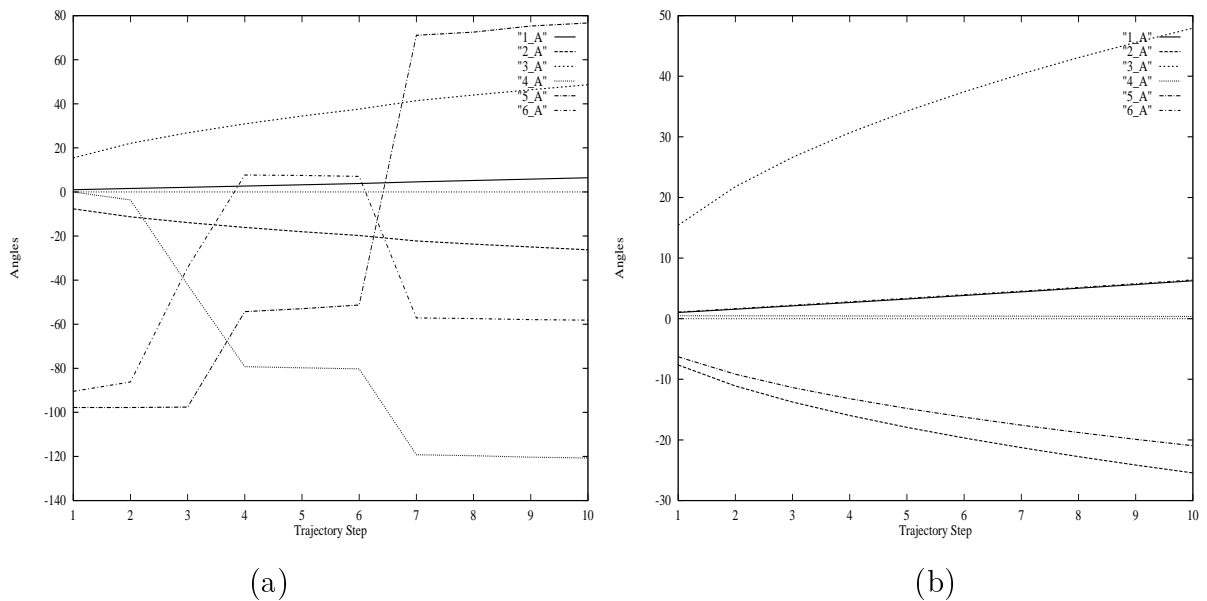 80
60
40
20
0
-20
-40
-60
-80
-100
-120
-140
Angles
"1_A"
"2_A"
"3_A"
"4_A"
"5_A"
"6_A"
1 2 3 4 5 6 7 8 9 10
Trajectory Step
(a)
50
40
30
20
10
0
-10
-20
-30
Angles
"1_A"
"2_A"
"3_A"
"4_A"
"5_A"
"6_A"
1 2 3 4 5 6 7 8 9 10
Trajectory Step
(b)